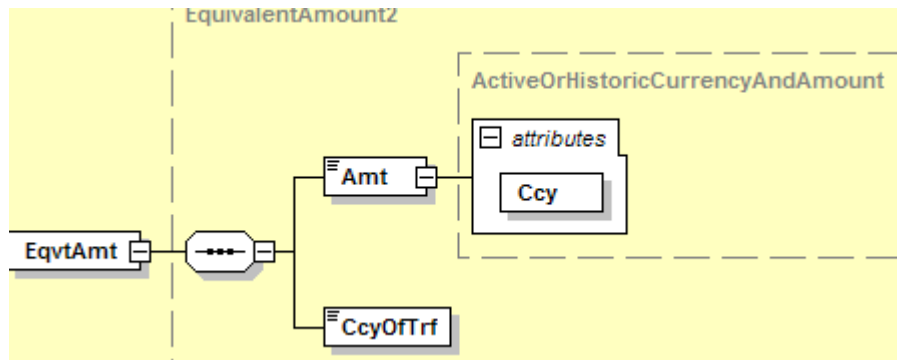 EquivalentAmount2
ActiveOrHistoricCurrencyAndAmount
attributes
Amt
Ccy
EqvtAmt
CcyOfTrf